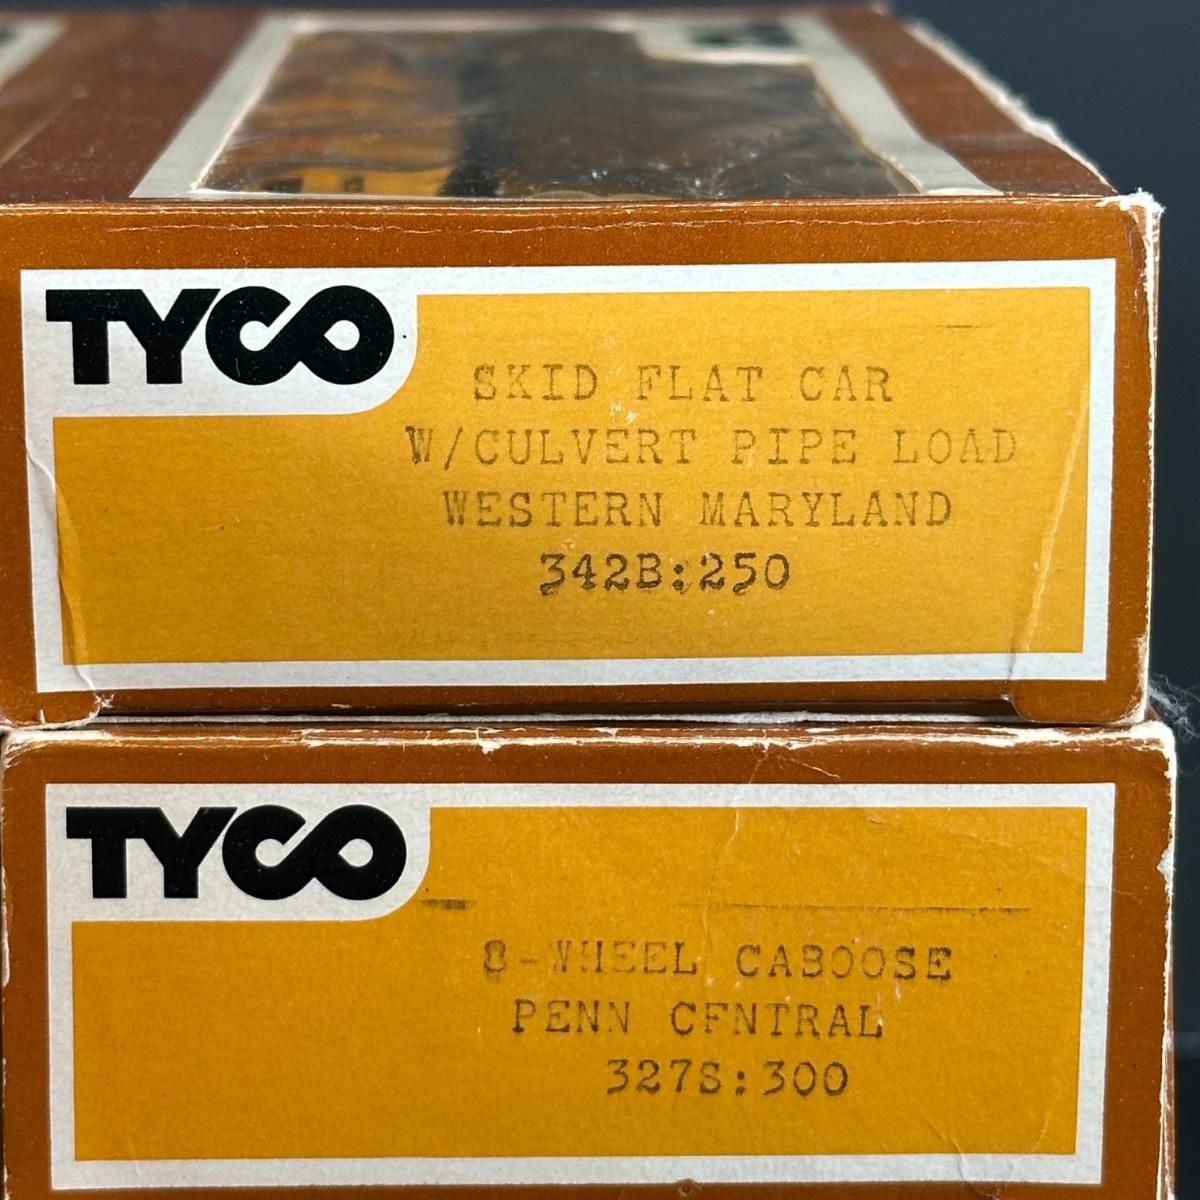 TYCO
SKID FLAT CAR
W/CULVERT PIPE LOAD
WESTERN MARYLAND
342B:250
TYCO
8-WHEEL CABOOSE
PENN CENTRAL
327S:300